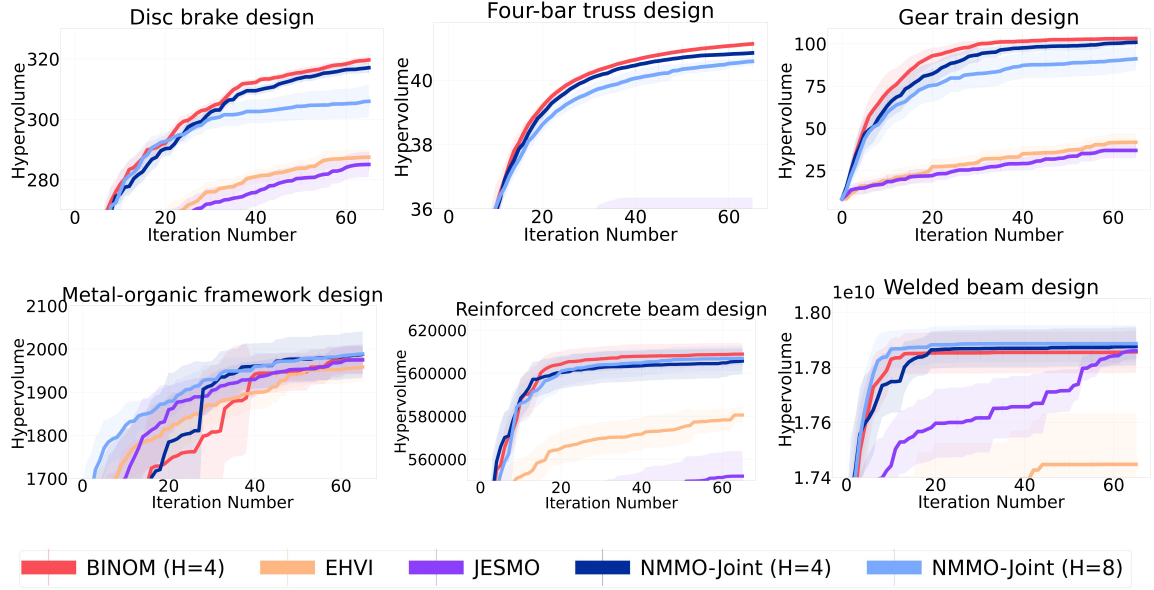 Disc brake design
Four-bar truss design
Gear train design
Hypervolume
320
300
280
0
20
40
60
Iteration Number
Hypervolume
40
38
36
0
20
40
60
Iteration Number
Hypervolume
100
75
50
25
0
20
40
60
Iteration Number
Metal-organic framework design
Reinforced concrete beam design
1e10
Welded beam design
Hypervolume
2100
2000
1900
1800
1700
0
20
40
60
Iteration Number
Hypervolume
620000
600000
580000
560000
0
20
40
60
Iteration Number
Hypervolume
1.80
1.78
1.76
1.74
0
20
40
60
Iteration Number
BINOM (H=4)
EHVI
JESMO
NMMO-Joint (H=4)
NMMO-Joint (H=8)